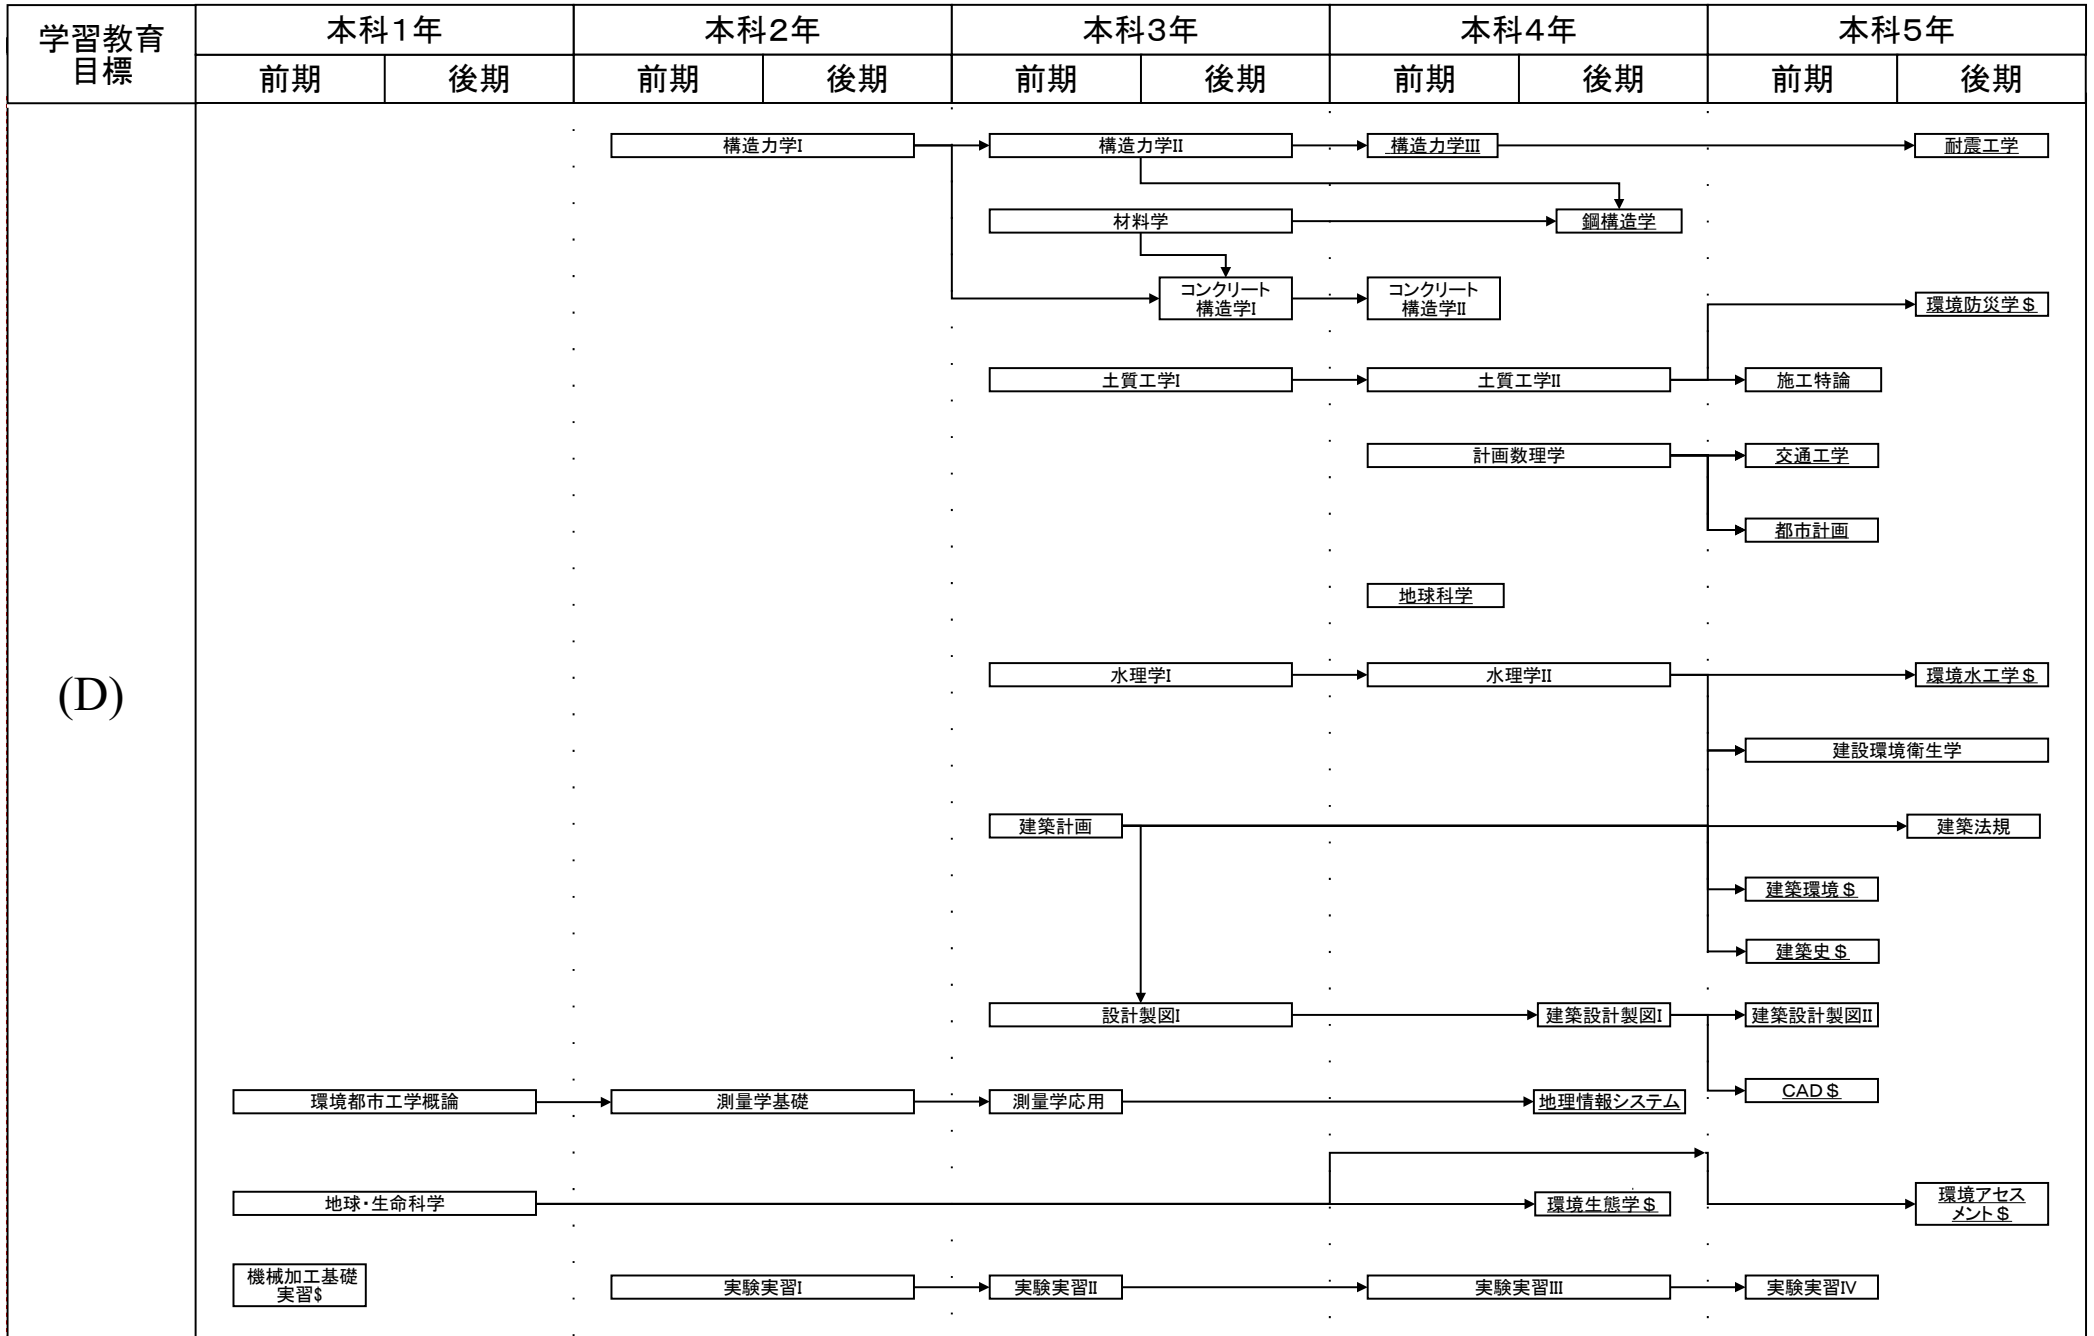 学習教育
目標
本科1年
本科2年
本科3年
本科4年
本科5年
前期
後期
前期
後期
前期
後期
前期
後期
前期
後期
(D)
構造力学I
構造力学II
構造力学III
耐震工学
材料学
鋼構造学
コンクリート
構造学I
コンクリート
構造学II
環境防災学＄
土質工学I
土質工学II
施工特論
計画数理学
交通工学
都市計画
地球科学
水理学I
水理学II
環境水工学＄
建設環境衛生学
建築計画
建築法規
建築環境＄
建築史＄
設計製図I
建築設計製図I
建築設計製図II
CAD＄
環境都市工学概論
測量学基礎
測量学応用
地理情報システム
地球・生命科学
環境生態学＄
環境アセス
メント＄
機械加工基礎
実習$
実験実習I
実験実習II
実験実習III
実験実習IV